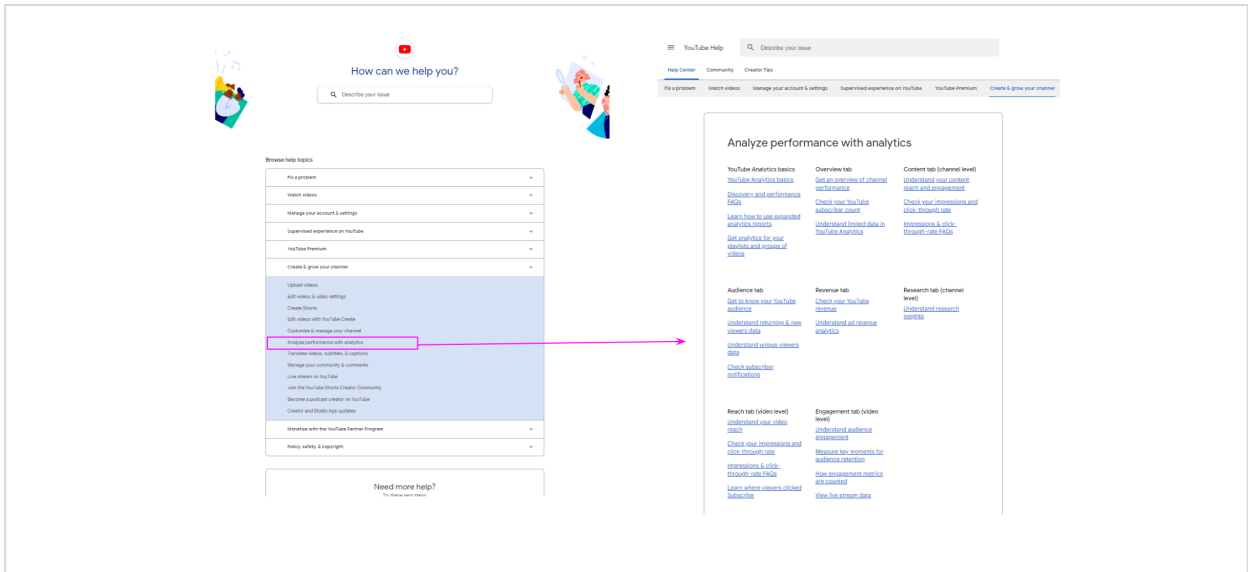 How can we help you?
Describe your issue
Browse help topics
Fix a problem
Watch videos
Manage your account & settings
Supervised experience on YouTube
YouTube Premium
Create & grow your channel
Upload videos
Edit videos & video settings
Create Shorts
Edit videos with YouTube Create
Customize & manage your channel
Analyze performance with analytics
Translate videos, subtitles, & captions
Manage your community & comments
Live stream on YouTube
Join the YouTube Shorts Creator Community
Become a podcast creator on YouTube
Creator and Studio App updates
Monetize with the YouTube Partner Program
Policy, safety, & copyright
Need more help?
Try these next steps:
YouTube Help
Describe your issue
Help Center Community Creator Tips
Fix a problem Watch videos Manage your account & settings Supervised experience on YouTube YouTube Premium Create & grow your channel
Analyze performance with analytics
YouTube Analytics basics
YouTube Analytics basics
Discovery and performance
FAQs
Learn how to use expanded
analytics reports
Get analytics for your
playlists and groups of
videos
Overview tab
Get an overview of channel
performance
Check your YouTube
subscriber count
Understand limited data in
YouTube Analytics
Content tab (channel level)
Understand your content
reach and engagement
Check your impressions and
click-through rate
Impressions & click-
through-rate FAQs
Audience tab
Get to know your YouTube
audience
Understand returning & new
viewers data
Understand unique viewers
data
Check subscriber
notifications
Revenue tab
Check your YouTube
revenue
Understand ad revenue
analytics
Research tab (channel
level)
Understand research
insights
Reach tab (video level)
Understand your video
reach
Check your impressions and
click-through rate
Impressions & click-
through-rate FAQs
Learn where viewers clicked
Subscribe
Engagement tab (video
level)
Understand audience
engagement
Measure key moments for
audience retention
How engagement metrics
are counted
View live stream data